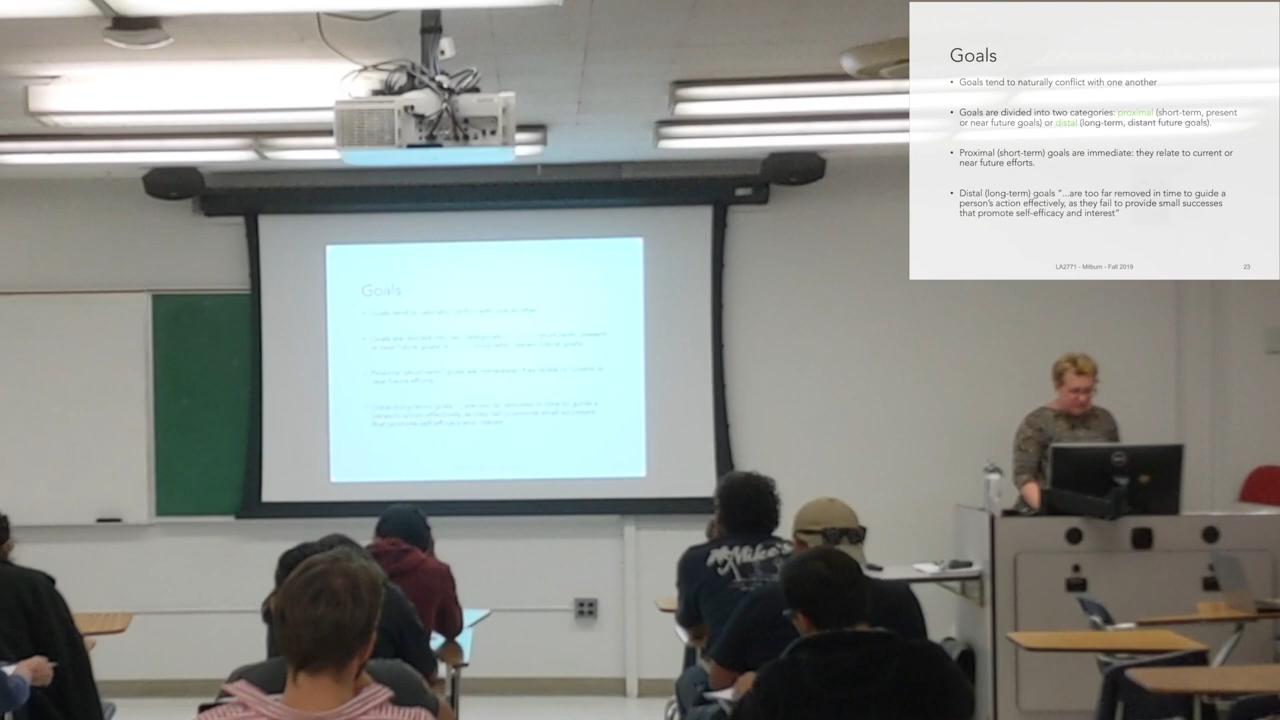 Goals
• Goals tend to naturally conflict with one another
• Goals are divided into two categories: proximal (short-term, present
or near future goals) or distal (long-term, distant future goals).
• Proximal (short-term) goals are immediate: they relate to current or
near future efforts.
• Distal (long-term) goals “...are too far removed in time to guide a
person’s action effectively, as they fail to provide small successes
that promote self-efficacy and interest”
LA2771 - Milburn - Fall 2019
23
Goals
Mike's
DELL